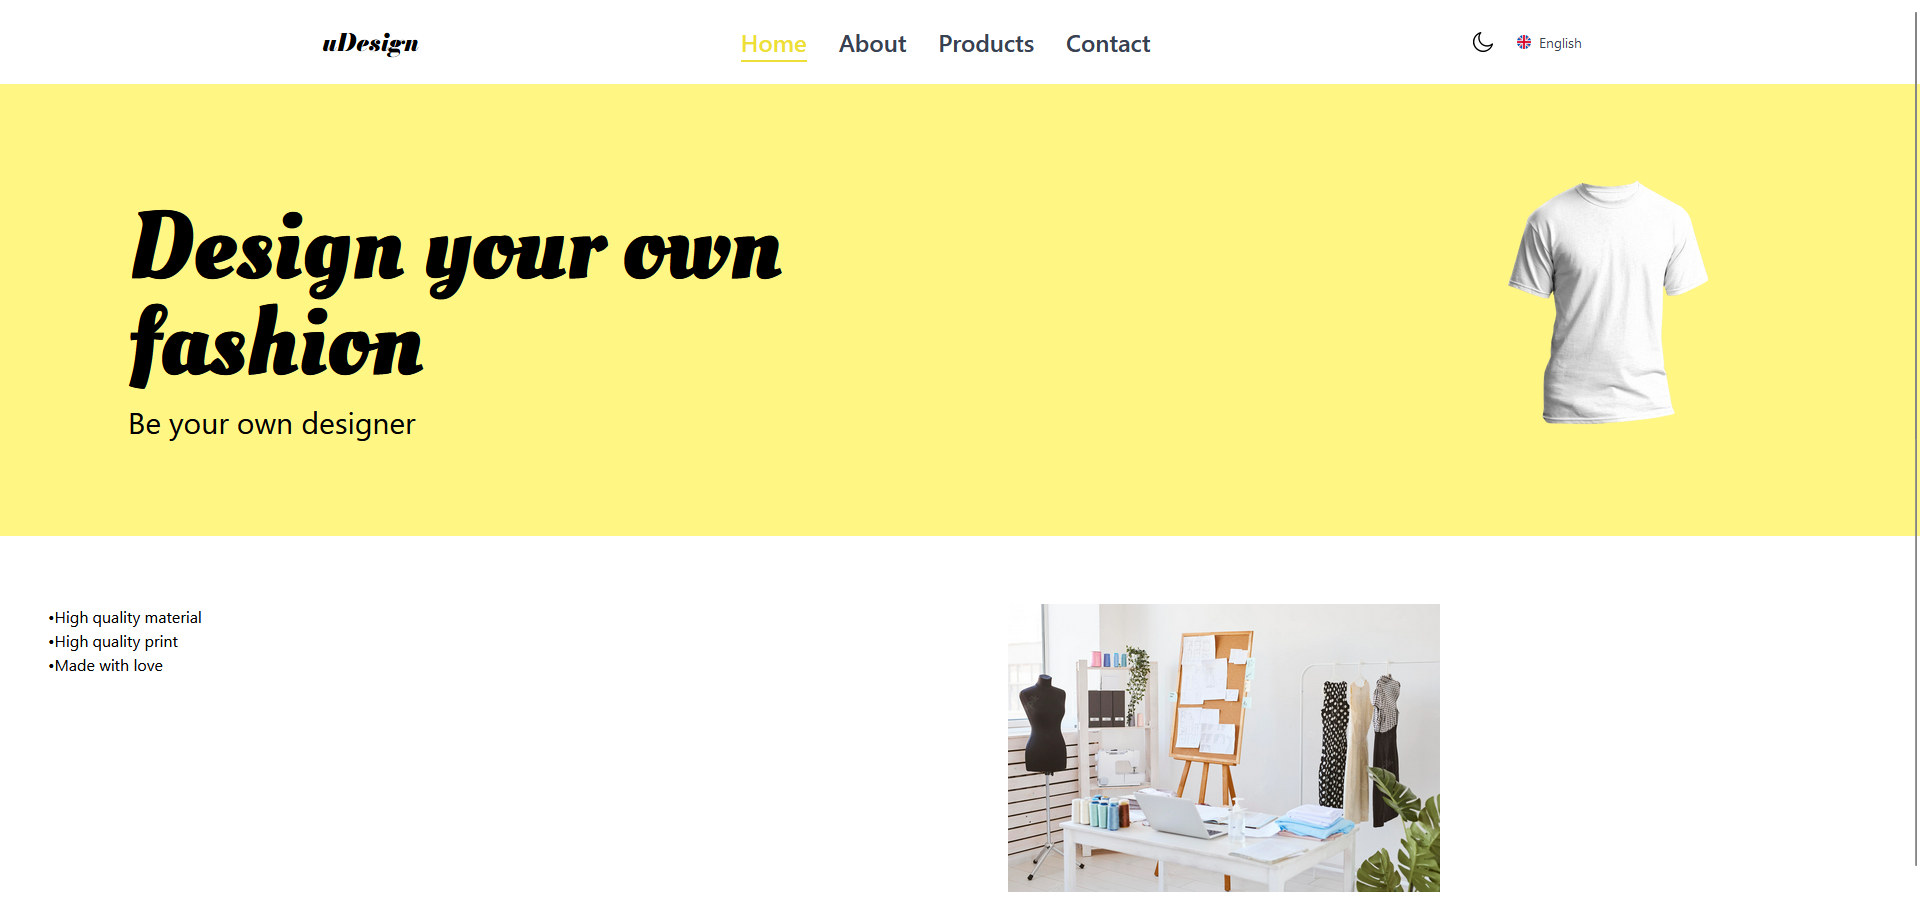 uDesign
Home About Products Contact
English
Design your own
fashion
Be your own designer
•High quality material
•High quality print
•Made with love